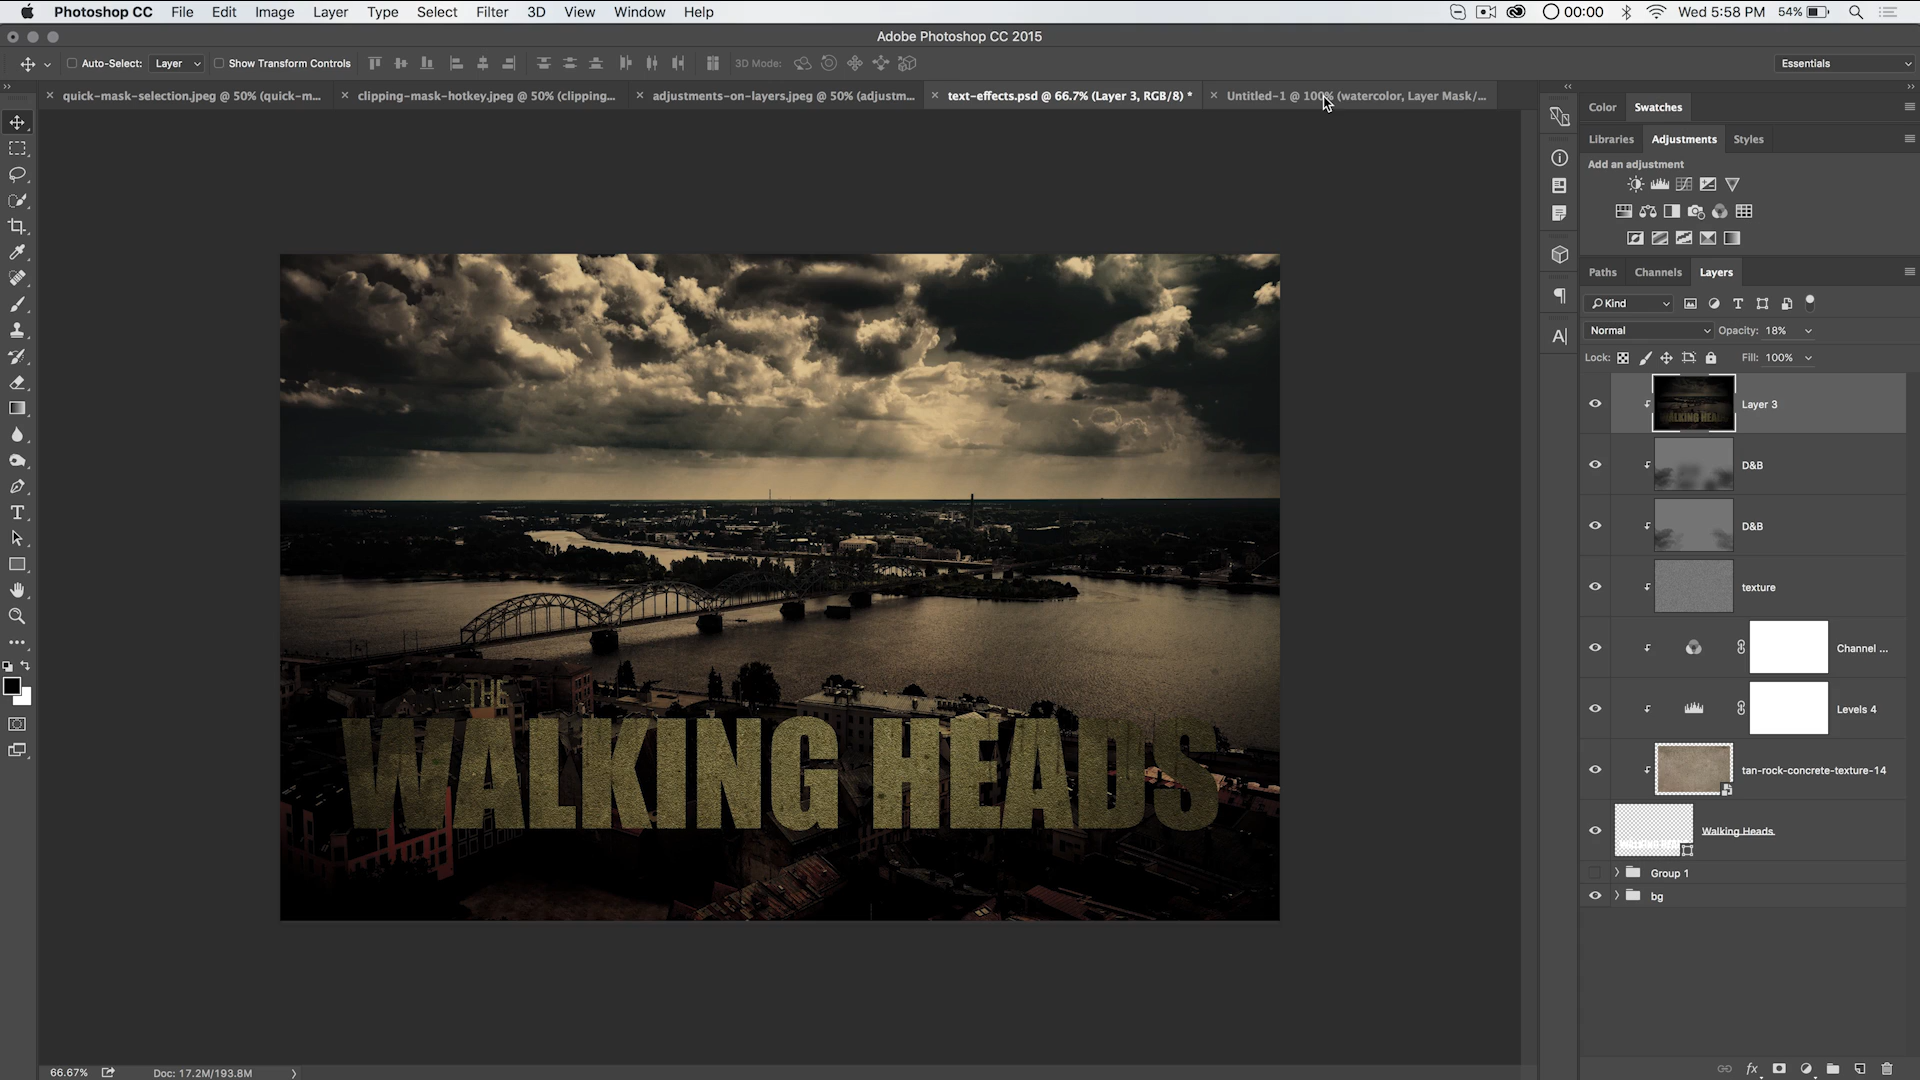 Photoshop CC File Edit Image Layer Type Select Filter 3D View Window Help 00:00 Wed 5:58 PM 54%
Adobe Photoshop CC 2015
Auto-Select: Layer Show Transform Controls 3D Mode: Essentials
quick-mask-selection.jpeg @ 50% (quick-m... clipping-mask-hotkey.jpeg @ 50% (clipping... adjustments-on-layers.jpeg @ 50% (adjustm... text-effects.psd @ 66.7% (Layer 3, RGB/8) * Untitled-1 @ 100% (watercolor, Layer Mask/...
Color Swatches
Libraries Adjustments Styles
Add an adjustment
Paths Channels Layers
Kind
Normal Opacity: 18%
Lock: Fill: 100%
Layer 3
D&B
D&B
texture
Channel ...
Levels 4
tan-rock-concrete-texture-14
Walking Heads
Group 1
bg
THE
WALKING HEADS
66.67% Doc: 17.2M/193.8M